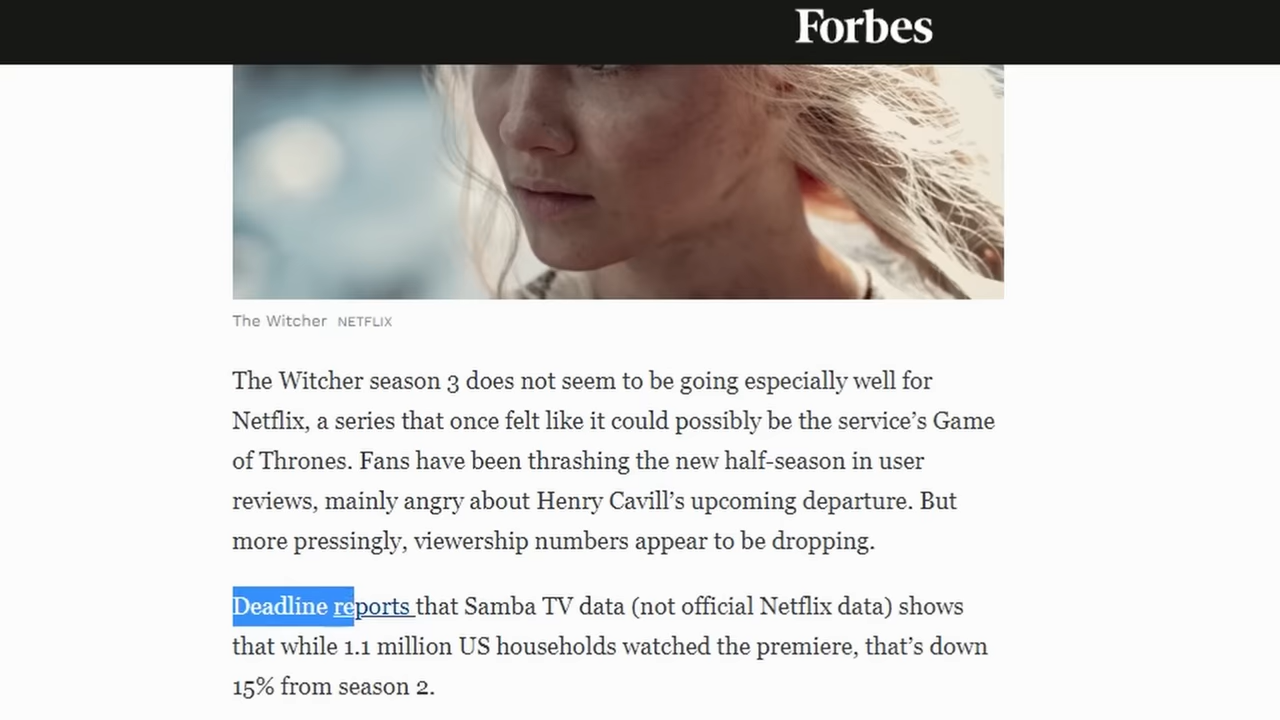 Forbes
The Witcher NETFLIX
The Witcher season 3 does not seem to be going especially well for
Netflix, a series that once felt like it could possibly be the service’s Game
of Thrones. Fans have been thrashing the new half-season in user
reviews, mainly angry about Henry Cavill’s upcoming departure. But
more pressingly, viewership numbers appear to be dropping.
Deadline reports that Samba TV data (not official Netflix data) shows
that while 1.1 million US households watched the premiere, that’s down
15% from season 2.